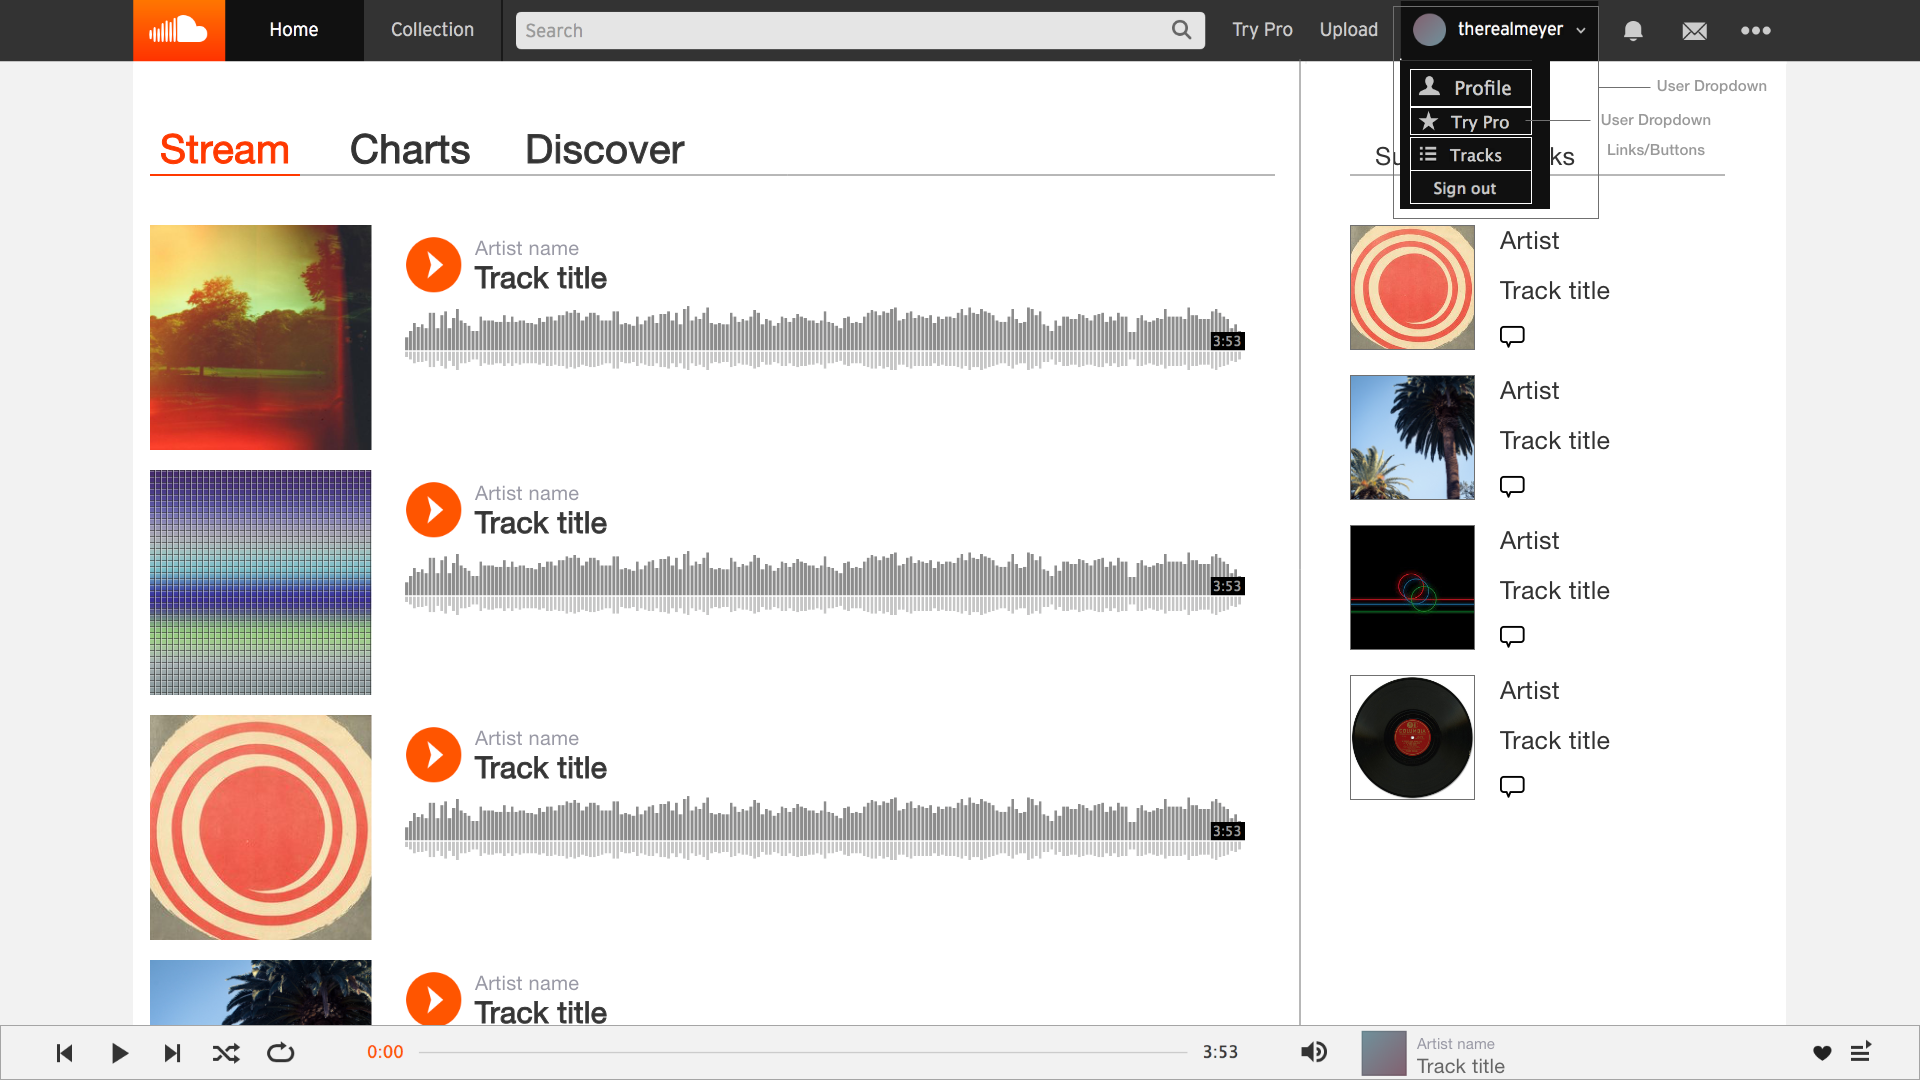 Home
Collection
Search
Try Pro
Upload
therealmeyer
Profile
Try Pro
Tracks
Sign out
User Dropdown
User Dropdown
Links/Buttons
Stream
Charts
Discover
Artist name
Track title
3:53
Artist name
Track title
3:53
Artist name
Track title
3:53
Artist name
Track title
Artist
Track title
Artist
Track title
Artist
Track title
Artist
Track title
0:00
3:53
Artist name
Track title